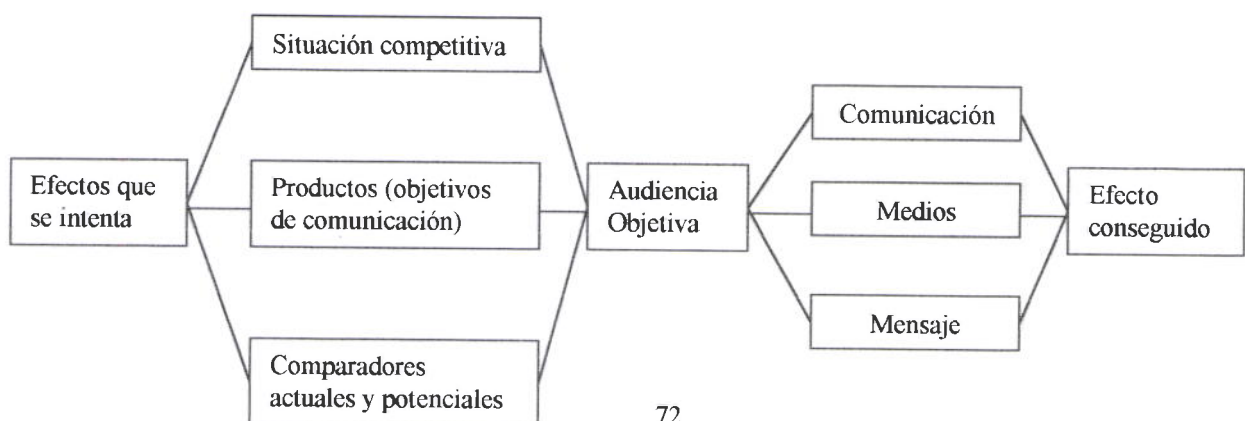 Situación competitiva
Efectos que
se intenta
Productos (objetivos
de comunicación)
Comparadores
actuales y potenciales
Audiencia
Objetiva
Comunicación
Medios
Mensaje
Efecto
conseguido
72